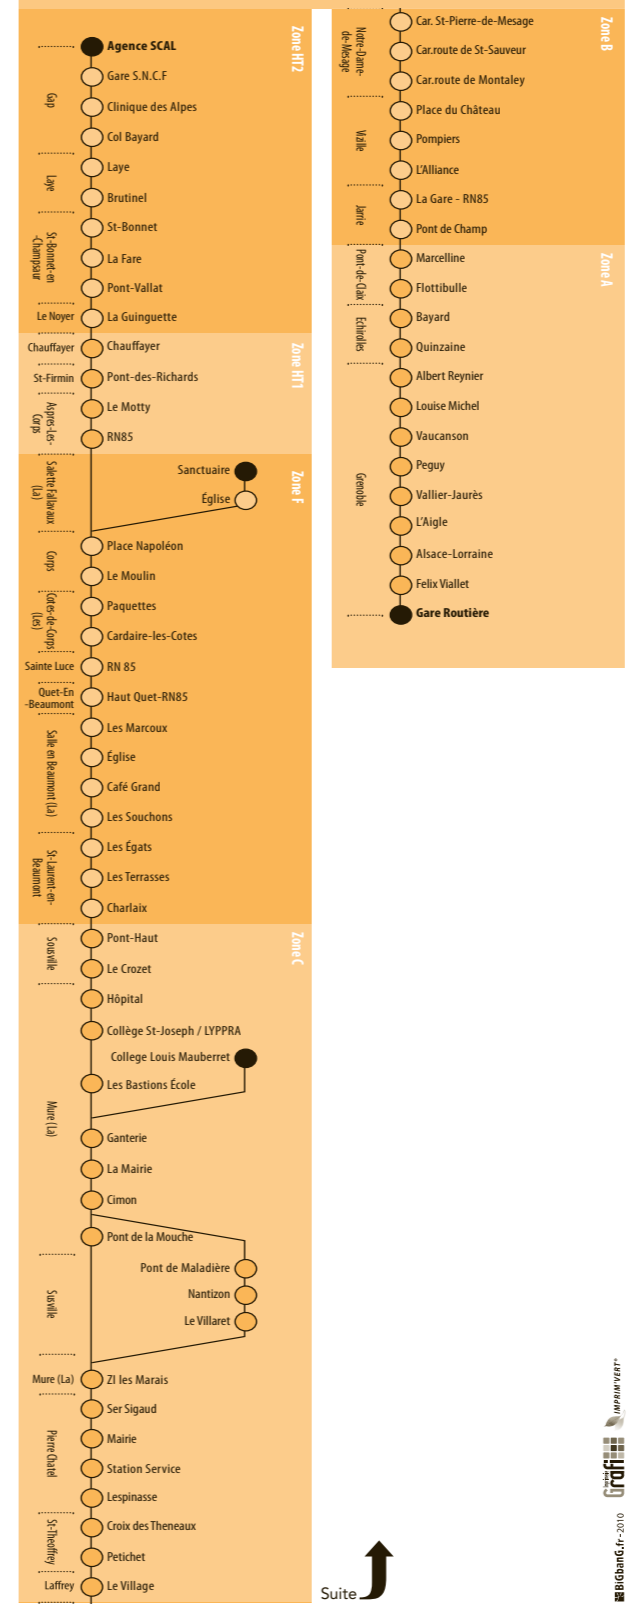 Zone HT2
Agence SCAL
Gap
Gare S.N.C.F
Clinique des Alpes
Col Bayard
Laye
Laye
Brutinel
St-Bonnet-en
-Champsaur
St-Bonnet
La Fare
Pont-Vallat
Le Noyer
La Guinguette
Zone HT1
Chauffayer
Chauffayer
St-Firmin
Pont-des-Richards
Aspres-Les-
Corps
Le Motty
RN85
Zone F
Salette Fallavaux
(La)
Sanctuaire
Église
Corps
Place Napoléon
Le Moulin
Cotes-de-Corps
(Les)
Paquettes
Cardaire-les-Cotes
Sainte Luce
RN 85
Quet-En
-Beaumont
Haut Quet-RN85
Salle en Beaumont (La)
Les Marcoux
Église
Café Grand
Les Souchons
St-Laurent-en-
Beaumont
Les Égats
Les Terrasses
Charlaix
Zone C
Sousville
Pont-Haut
Le Crozet
Mure (La)
Hôpital
Collège St-Joseph / LYPPRA
College Louis Mauberret
Les Bastions École
Ganterie
La Mairie
Cimon
Pont de la Mouche
Susville
Pont de Maladière
Nantizon
Le Villaret
Mure (La)
ZI les Marais
Pierre Chatel
Ser Sigaud
Mairie
Station Service
Lespinasse
St-Theoffrey
Croix des Theneaux
Petichet
Laffrey
Le Village
Zone B
Notre-Dame-
de-Mesage
Car. St-Pierre-de-Mesage
Car.route de St-Sauveur
Car.route de Montaley
Vizille
Place du Château
Pompiers
L'Alliance
Jarrie
La Gare - RN85
Pont de Champ
Zone A
Pont-de-Claix
Marcelline
Flottibulle
Echirolles
Bayard
Quinzaine
Grenoble
Albert Reynier
Louise Michel
Vaucanson
Peguy
Vallier-Jaurès
L'Aigle
Alsace-Lorraine
Felix Viallet
Gare Routière
Suite
IMPRIM'VERT®
Grafi
BiGbanG.fr - 2010